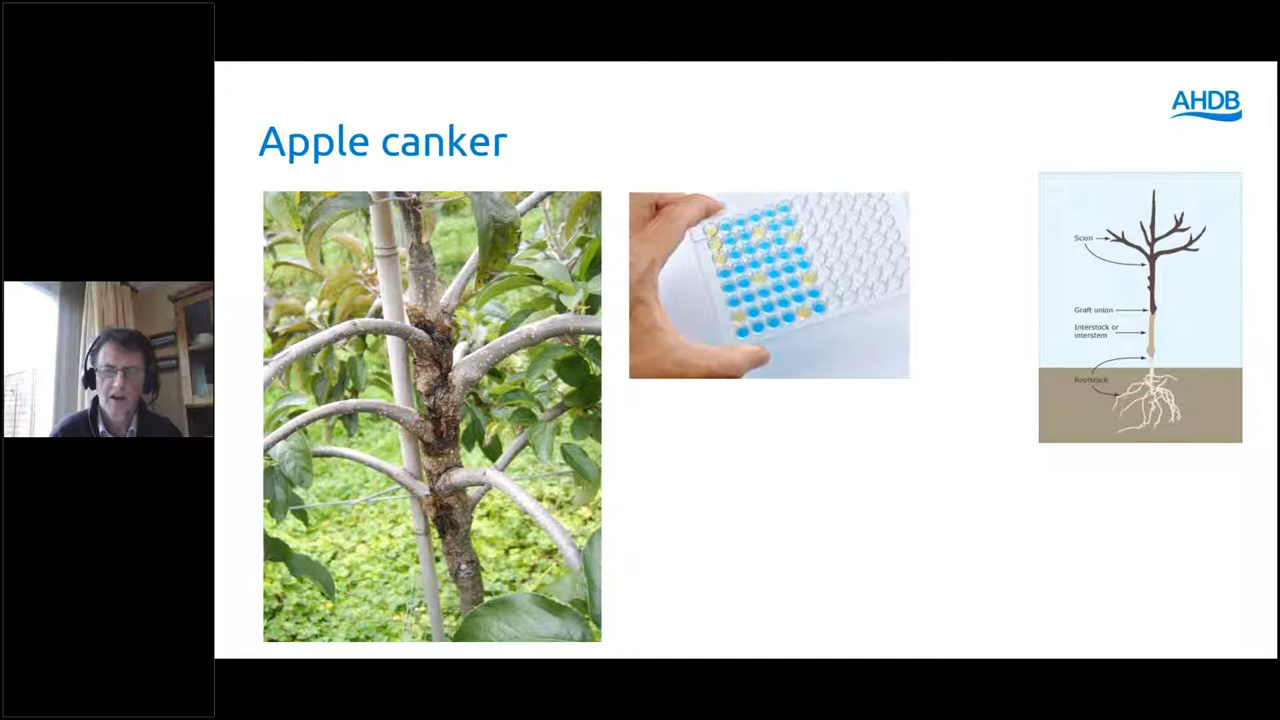 AHDB
Apple canker
Scion
Graft union
Interstock or
interstem
Rootstock